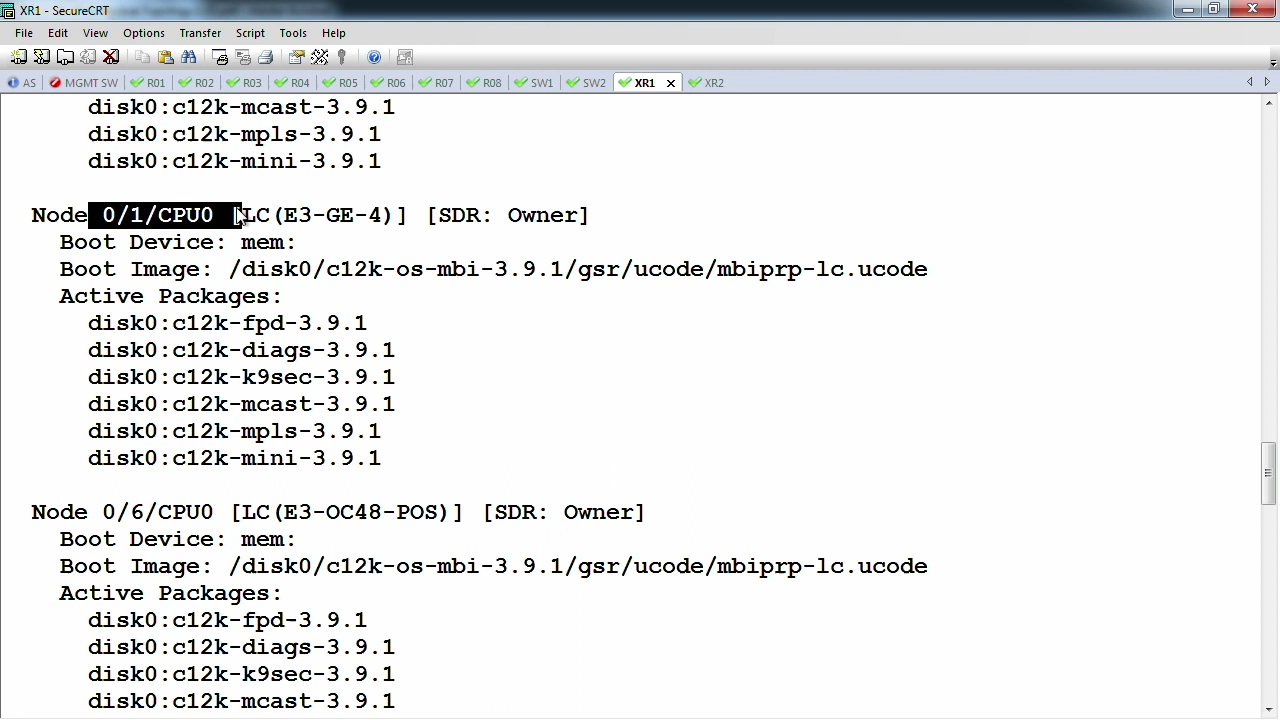 XR1 - SecureCRT
File Edit View Options Transfer Script Tools Help
AS MGMT SW R01 R02 R03 R04 R05 R06 R07 R08 SW1 SW2 XR1 XR2
disk0:c12k-mcast-3.9.1
disk0:c12k-mpls-3.9.1
disk0:c12k-mini-3.9.1
Node 0/1/CPU0 [LC(E3-GE-4)] [SDR: Owner]
Boot Device: mem:
Boot Image: /disk0/c12k-os-mbi-3.9.1/gsr/ucode/mbiprp-lc.ucode
Active Packages:
disk0:c12k-fpd-3.9.1
disk0:c12k-diags-3.9.1
disk0:c12k-k9sec-3.9.1
disk0:c12k-mcast-3.9.1
disk0:c12k-mpls-3.9.1
disk0:c12k-mini-3.9.1
Node 0/6/CPU0 [LC(E3-OC48-POS)] [SDR: Owner]
Boot Device: mem:
Boot Image: /disk0/c12k-os-mbi-3.9.1/gsr/ucode/mbiprp-lc.ucode
Active Packages:
disk0:c12k-fpd-3.9.1
disk0:c12k-diags-3.9.1
disk0:c12k-k9sec-3.9.1
disk0:c12k-mcast-3.9.1